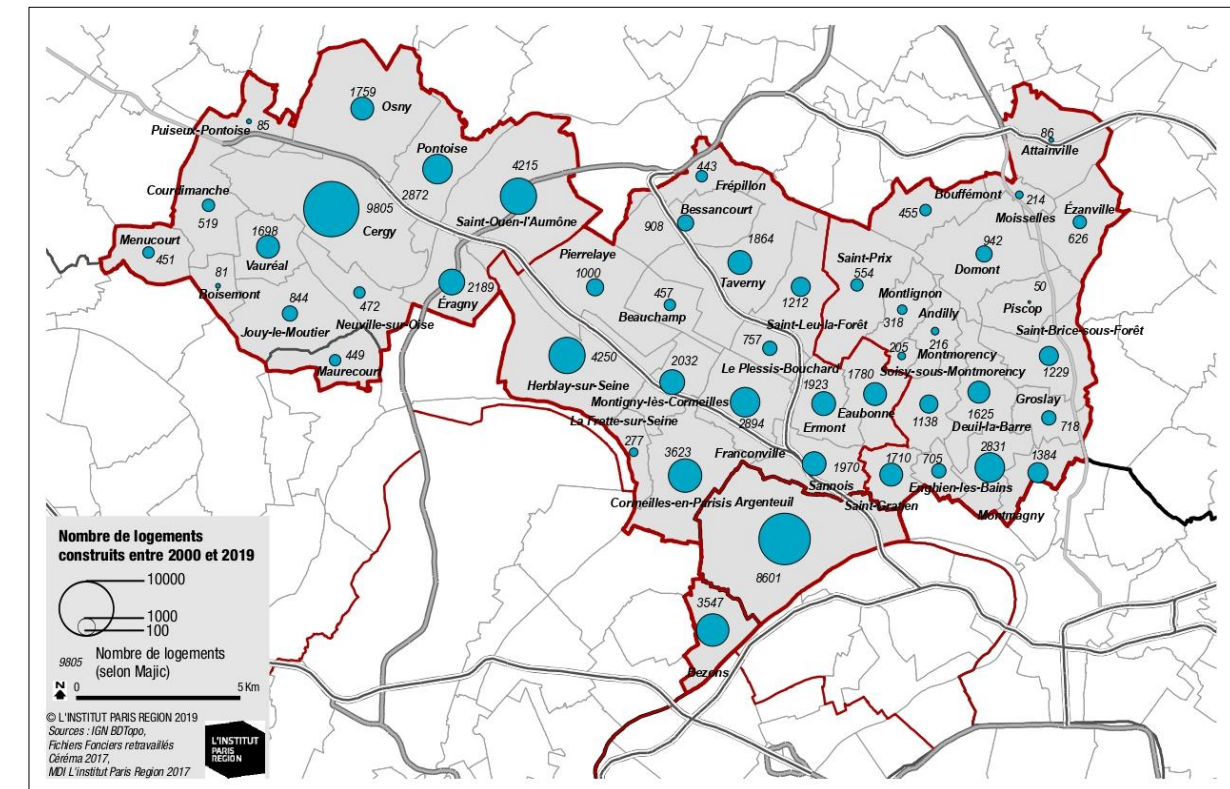 1759
Osny
Puiseux-Pontoise
85
Pontoise
2872
4215
Saint-Ouen-l'Aumône
Courdimanche
519
9805
Cergy
Menucourt
451
1698
Vauréal
81
Boisemont
844
Jouy-le-Moutier
472
Neuville-sur-Oise
2189
Éragny
449
Maurecourt
443
Frépillon
Bessancourt
908
1864
Taverny
Pierrelaye
1000
457
Beauchamp
1212
Saint-Leu-la-Forêt
757
Le Plessis-Bouchard
4250
Herblay-sur-Seine
2032
Montigny-lès-Cormeilles
La Frette-sur-Seine
277
2894
Franconville
1923
Ermont
1780
Eaubonne
3623
Cormeilles-en-Parisis
1970
Sannois
Argenteuil
8601
3547
Bezons
86
Attainville
Bouffémont
455
214
Moisselles
Ézanville
626
942
Domont
Saint-Prix
554
Montlignon
318
Andilly
216
50
Piscop
Saint-Brice-sous-Forêt
1229
205
Montmorency
Soisy-sous-Montmorency
1138
1625
Deuil-la-Barre
Groslay
718
1710
Saint-Gratien
705
Enghien-les-Bains
2831
1384
Montmagny
Nombre de logements
construits entre 2000 et 2019
10000
1000
100
9805
Nombre de logements
(selon Majic)
N
0
5 Km
© L'INSTITUT PARIS REGION 2019
Sources : IGN BDTopo,
Fichiers Fonciers retravaillés
Céréma 2017,
MDI L'institut Paris Region 2017
L'INSTITUT
PARIS
REGION